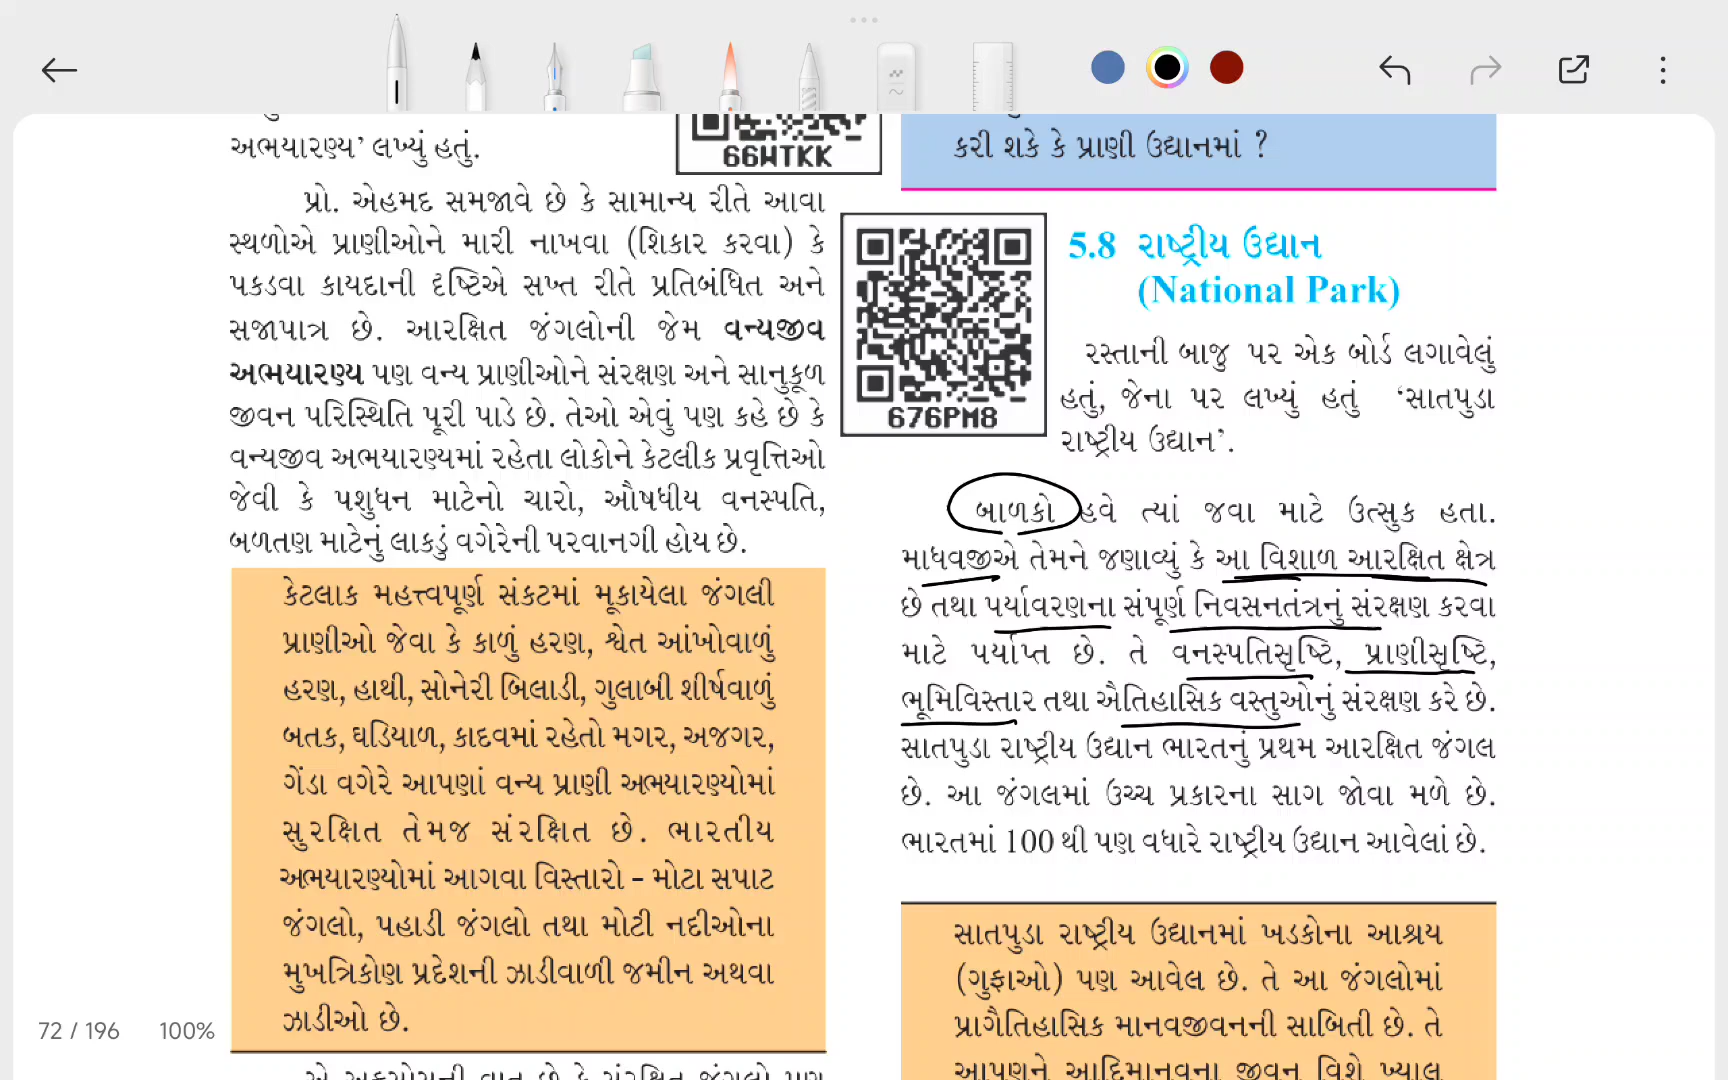 અભયારણ્ય’ લખ્યું હતું.
66WTKK
પ્રો. એહમદ સમજાવે છે કે સામાન્ય રીતે આવા
સ્થળોએ પ્રાણીઓને મારી નાખવા (શિકાર કરવા) કે
પકડવા કાયદાની દૃષ્ટિએ સખ્ત રીતે પ્રતિબંધિત અને
સજાપાત્ર છે. આરક્ષિત જંગલોની જેમ વન્યજીવ
અભયારણ્ય પણ વન્ય પ્રાણીઓને સંરક્ષણ અને સાનુકૂળ
જીવન પરિસ્થિતિ પૂરી પાડે છે. તેઓ એવું પણ કહે છે કે
વન્યજીવ અભયારણ્યમાં રહેતા લોકોને કેટલીક પ્રવૃત્તિઓ
જેવી કે પશુધન માટેનો ચારો, ઔષધીય વનસ્પતિ,
બળતણ માટેનું લાકડું વગેરેની પરવાનગી હોય છે.
કેટલાક મહત્ત્વપૂર્ણ સંકટમાં મૂકાયેલા જંગલી
પ્રાણીઓ જેવા કે કાળું હરણ, શ્વેત આંખોવાળું
હરણ, હાથી, સોનેરી બિલાડી, ગુલાબી શીર્ષવાળું
બતક, ઘડિયાળ, કાદવમાં રહેતો મગર, અજગર,
ગેંડા વગેરે આપણાં વન્ય પ્રાણી અભયારણ્યોમાં
સુરક્ષિત તેમજ સંરક્ષિત છે. ભારતીય
અભયારણ્યોમાં આગવા વિસ્તારો – મોટા સપાટ
જંગલો, પહાડી જંગલો તથા મોટી નદીઓના
મુખત્રિકોણ પ્રદેશની ઝાડીવાળી જમીન અથવા
ઝાડીઓ છે.
કરી શકે કે પ્રાણી ઉદ્યાનમાં ?
676PM8
5.8 રાષ્ટ્રીય ઉદ્યાન
(National Park)
રસ્તાની બાજુ પર એક બોર્ડ લગાવેલું
હતું, જેના પર લખ્યું હતું ‘સાતપુડા
રાષ્ટ્રીય ઉદ્યાન’.
બાળકો હવે ત્યાં જવા માટે ઉત્સુક હતા.
માધવજીએ તેમને જણાવ્યું કે આ વિશાળ આરક્ષિત ક્ષેત્ર
છે તથા પર્યાવરણના સંપૂર્ણ નિવસનતંત્રનું સંરક્ષણ કરવા
માટે પર્યાપ્ત છે. તે વનસ્પતિસૃષ્ટિ, પ્રાણીસૃષ્ટિ,
ભૂમિવિસ્તાર તથા ઐતિહાસિક વસ્તુઓનું સંરક્ષણ કરે છે.
સાતપુડા રાષ્ટ્રીય ઉદ્યાન ભારતનું પ્રથમ આરક્ષિત જંગલ
છે. આ જંગલમાં ઉચ્ચ પ્રકારના સાગ જોવા મળે છે.
ભારતમાં 100 થી પણ વધારે રાષ્ટ્રીય ઉદ્યાન આવેલાં છે.
સાતપુડા રાષ્ટ્રીય ઉદ્યાનમાં ખડકોના આશ્રય
(ગુફાઓ) પણ આવેલ છે. તે આ જંગલોમાં
પ્રાગૈતિહાસિક માનવજીવનની સાબિતી છે. તે
આપણને આદિમાનવના જીવન વિશે ખ્યાલ
72 / 196 100%